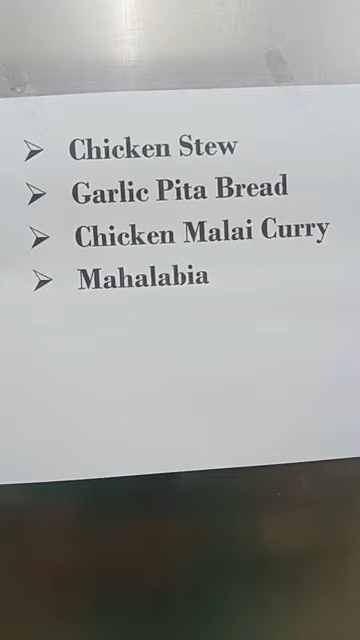 ➢ Chicken Stew
➢ Garlic Pita Bread
➢ Chicken Malai Curry
➢ Mahalabia